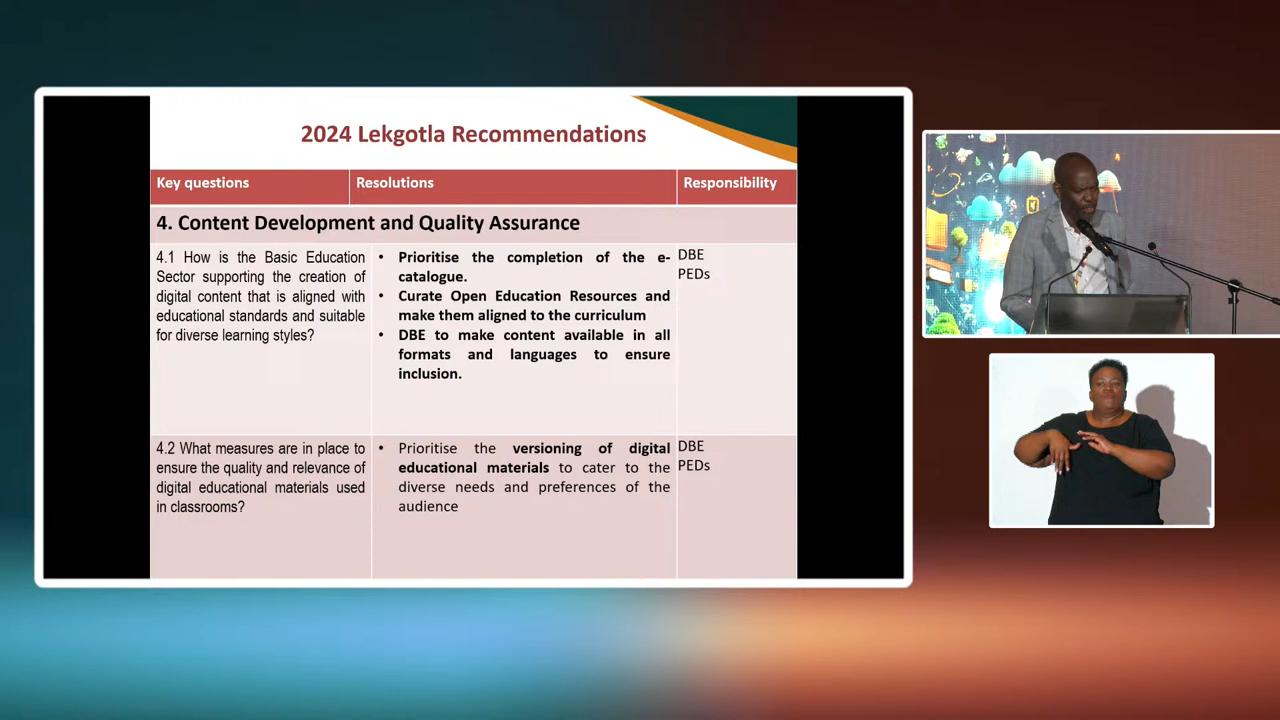 2024 Lekgotla Recommendations
Key questions
Resolutions
Responsibility
4. Content Development and Quality Assurance
4.1 How is the Basic Education
Sector supporting the creation of
digital content that is aligned with
educational standards and suitable
for diverse learning styles?
• Prioritise the completion of the e-
catalogue.
• Curate Open Education Resources and
make them aligned to the curriculum
• DBE to make content available in all
formats and languages to ensure
inclusion.
DBE
PEDs
4.2 What measures are in place to
ensure the quality and relevance of
digital educational materials used
in classrooms?
• Prioritise the versioning of digital
educational materials to cater to the
diverse needs and preferences of the
audience
DBE
PEDs